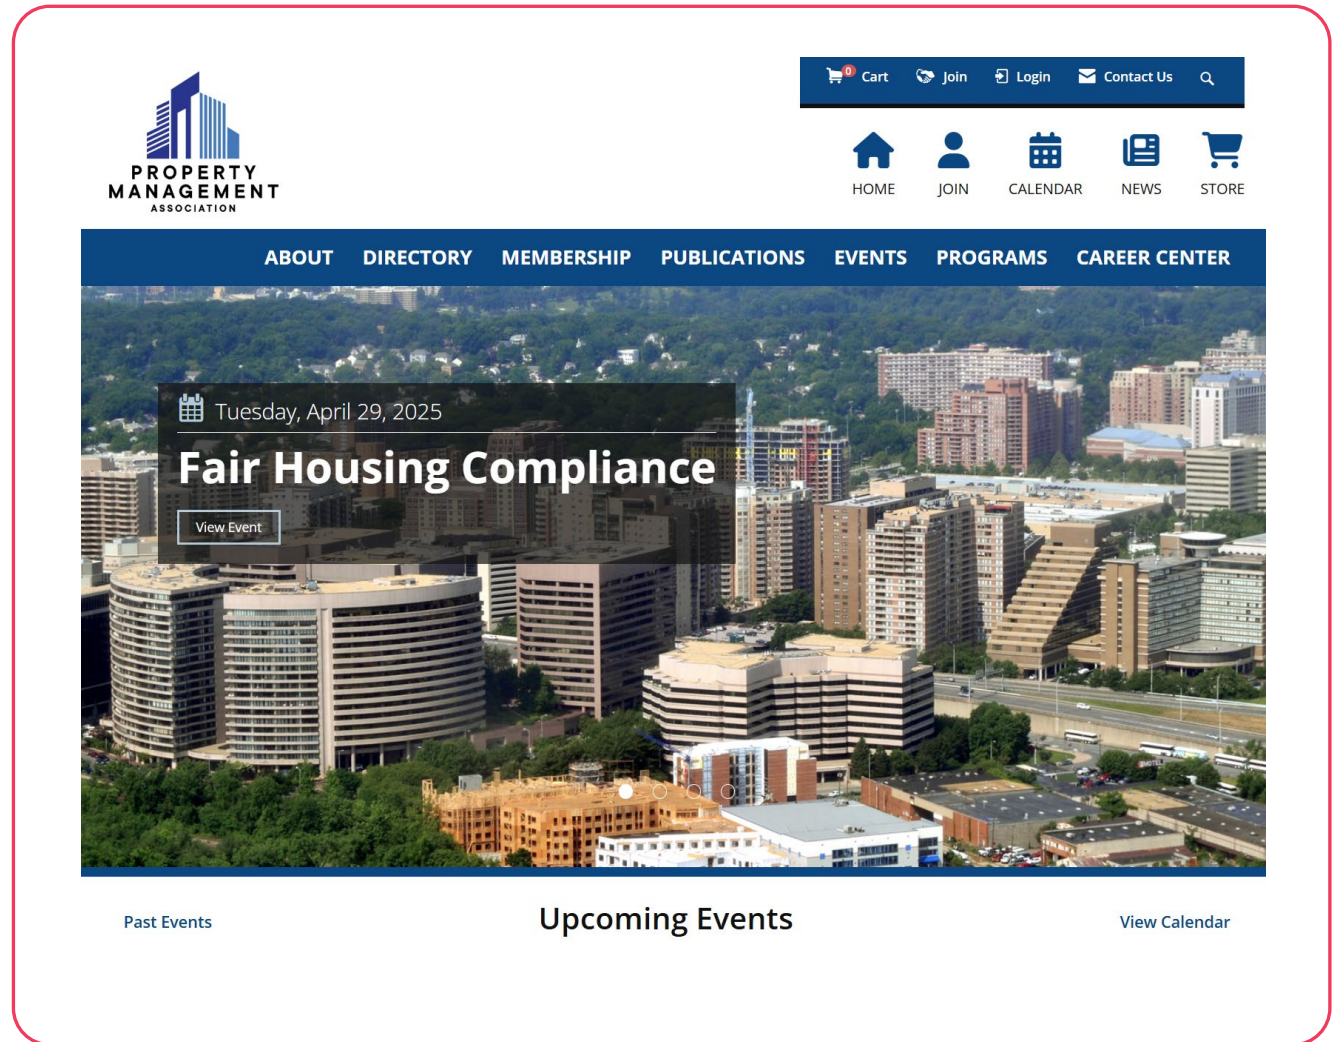 0 Cart Join Login Contact Us
PROPERTY
MANAGEMENT
ASSOCIATION
HOME JOIN CALENDAR NEWS STORE
ABOUT DIRECTORY MEMBERSHIP PUBLICATIONS EVENTS PROGRAMS CAREER CENTER
Tuesday, April 29, 2025
Fair Housing Compliance
View Event
Past Events Upcoming Events View Calendar